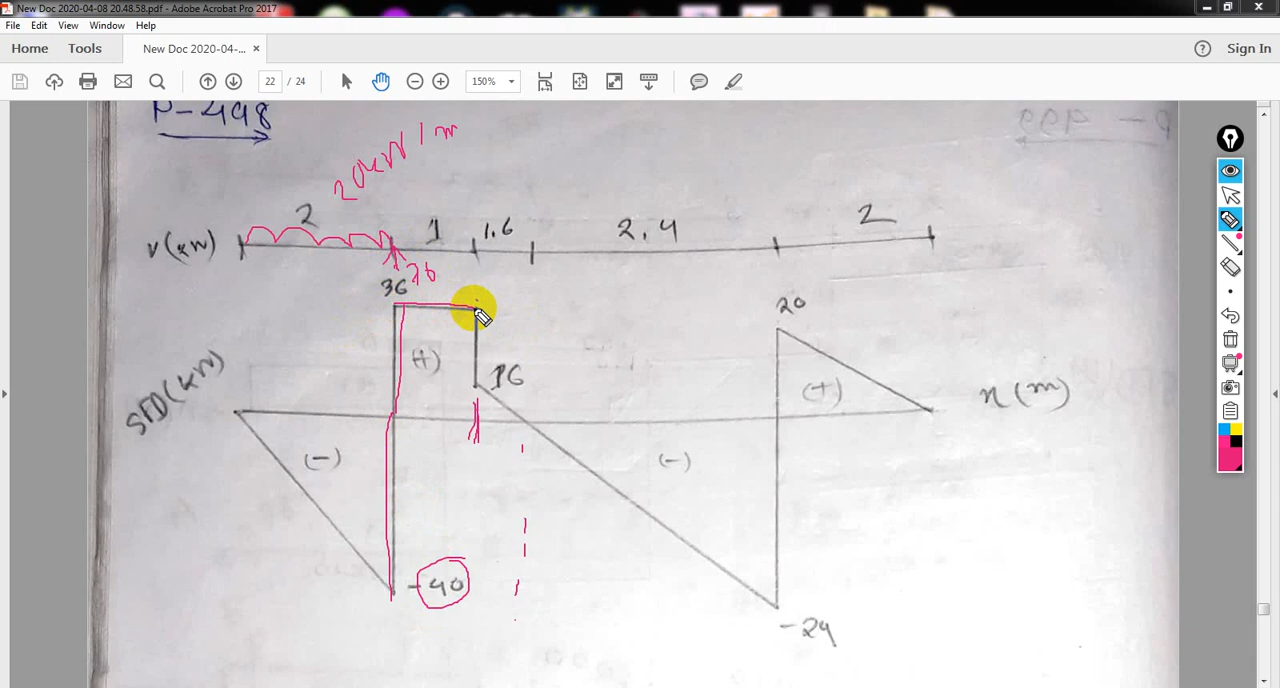 New Doc 2020-04-08 20.48.58.pdf - Adobe Acrobat Pro 2017
File Edit View Window Help
Home Tools New Doc 2020-04-... × ? Sign In
22 / 24 150%
P-498
20kN/m
V(kN) 2 1 1.6 2.4 2
36 76 20
(+) 16
SFD(kN) (-) (-) (+) x(m)
-40
-24